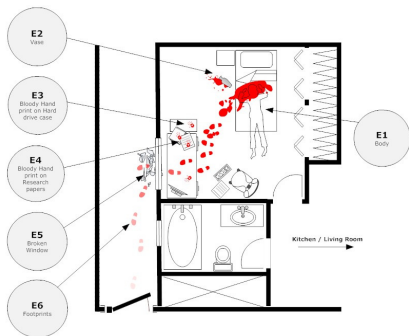 E2
Vase
E3
Bloody Hand
print on Hard
drive case
E4
Bloody Hand
print on
Research
papers
E5
Broken
Window
E6
Footprints
E1
Body
Kitchen / Living Room